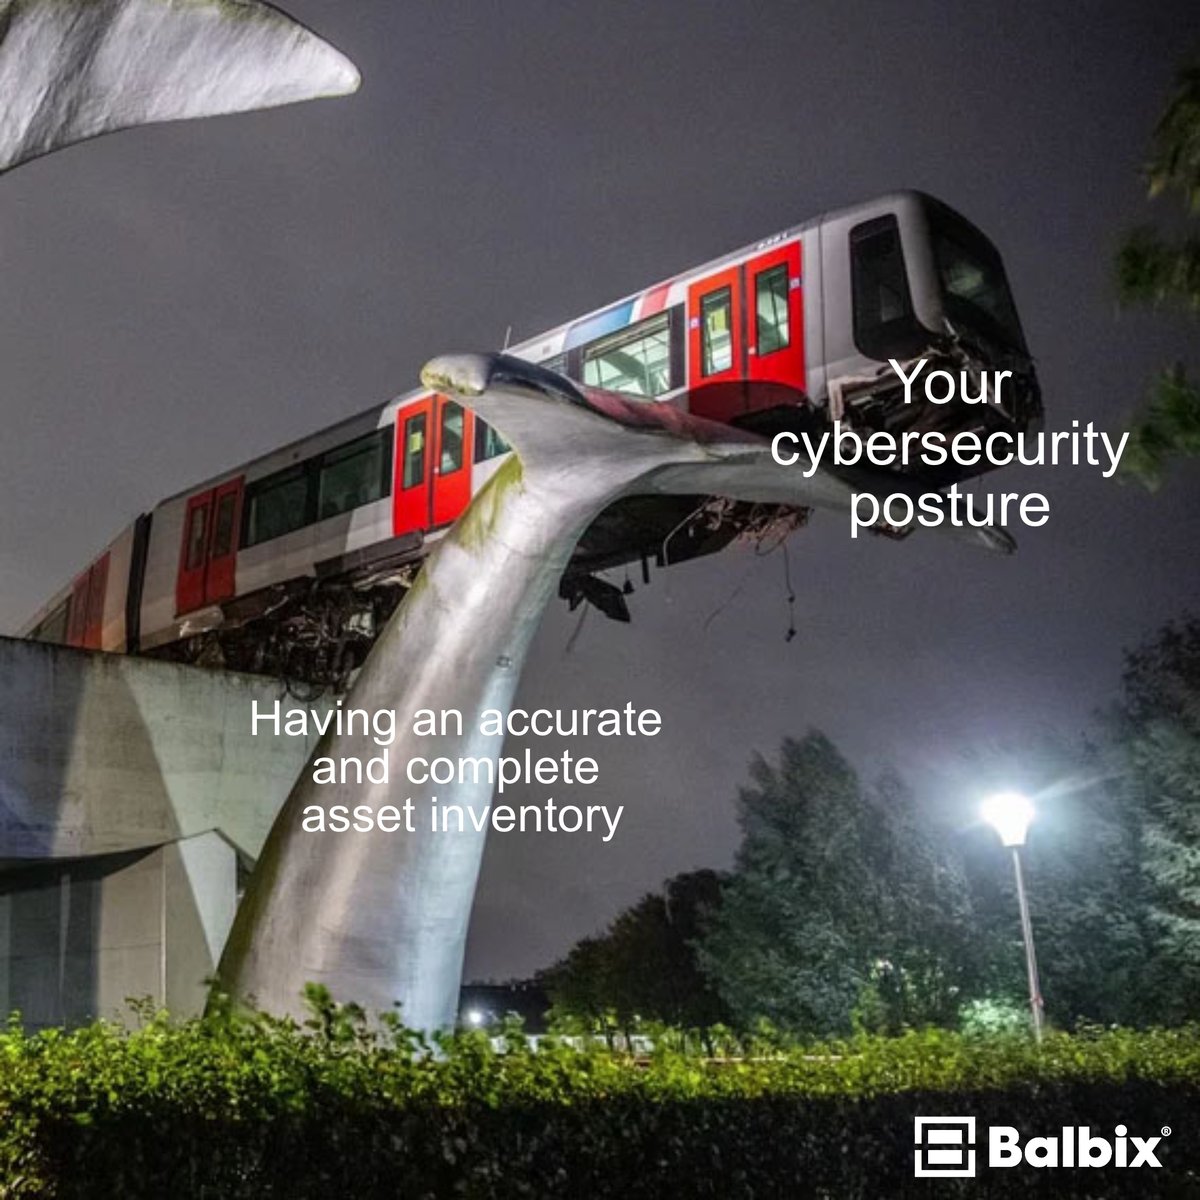 Your
cybersecurity
posture
Having an accurate
and complete
asset inventory
Balbix®